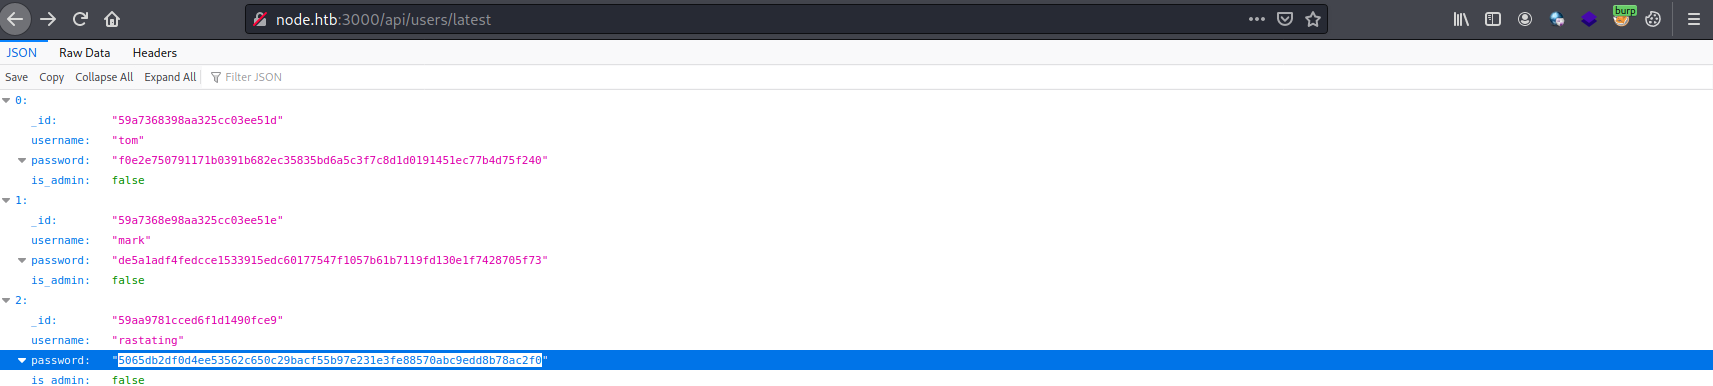 node.htb:3000/api/users/latest
burp
JSON Raw Data Headers
Save Copy Collapse All Expand All Filter JSON
0:
_id: "59a7368398aa325cc03ee51d"
username: "tom"
password: "f0e2e750791171b0391b682ec35835bd6a5c3f7c8d1d0191451ec77b4d75f240"
is_admin: false
1:
_id: "59a7368e98aa325cc03ee51e"
username: "mark"
password: "de5a1adf4fedcce1533915edc60177547f1057b61b7119fd130e1f7428705f73"
is_admin: false
2:
_id: "59aa9781cced6f1d1490fce9"
username: "rastating"
password: "5065db2df0d4ee53562c650c29bacf55b97e231e3fe88570abc9edd8b78ac2f0"
is_admin: false